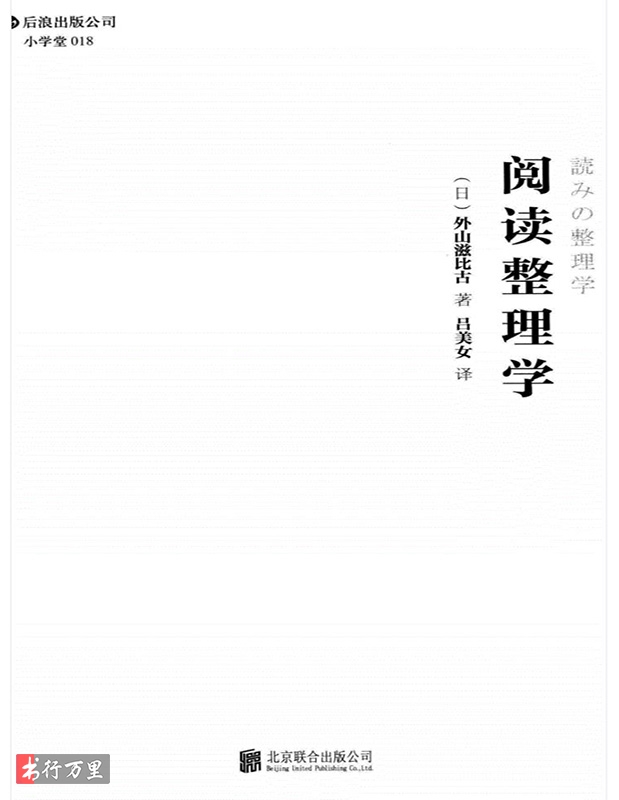 后浪出版公司
小学堂 018
読みの整理学
阅读整理学
（日）外山滋比古 著 吕美女 译
北京联合出版公司
Beijing United Publishing Co.,Ltd.
书行万里